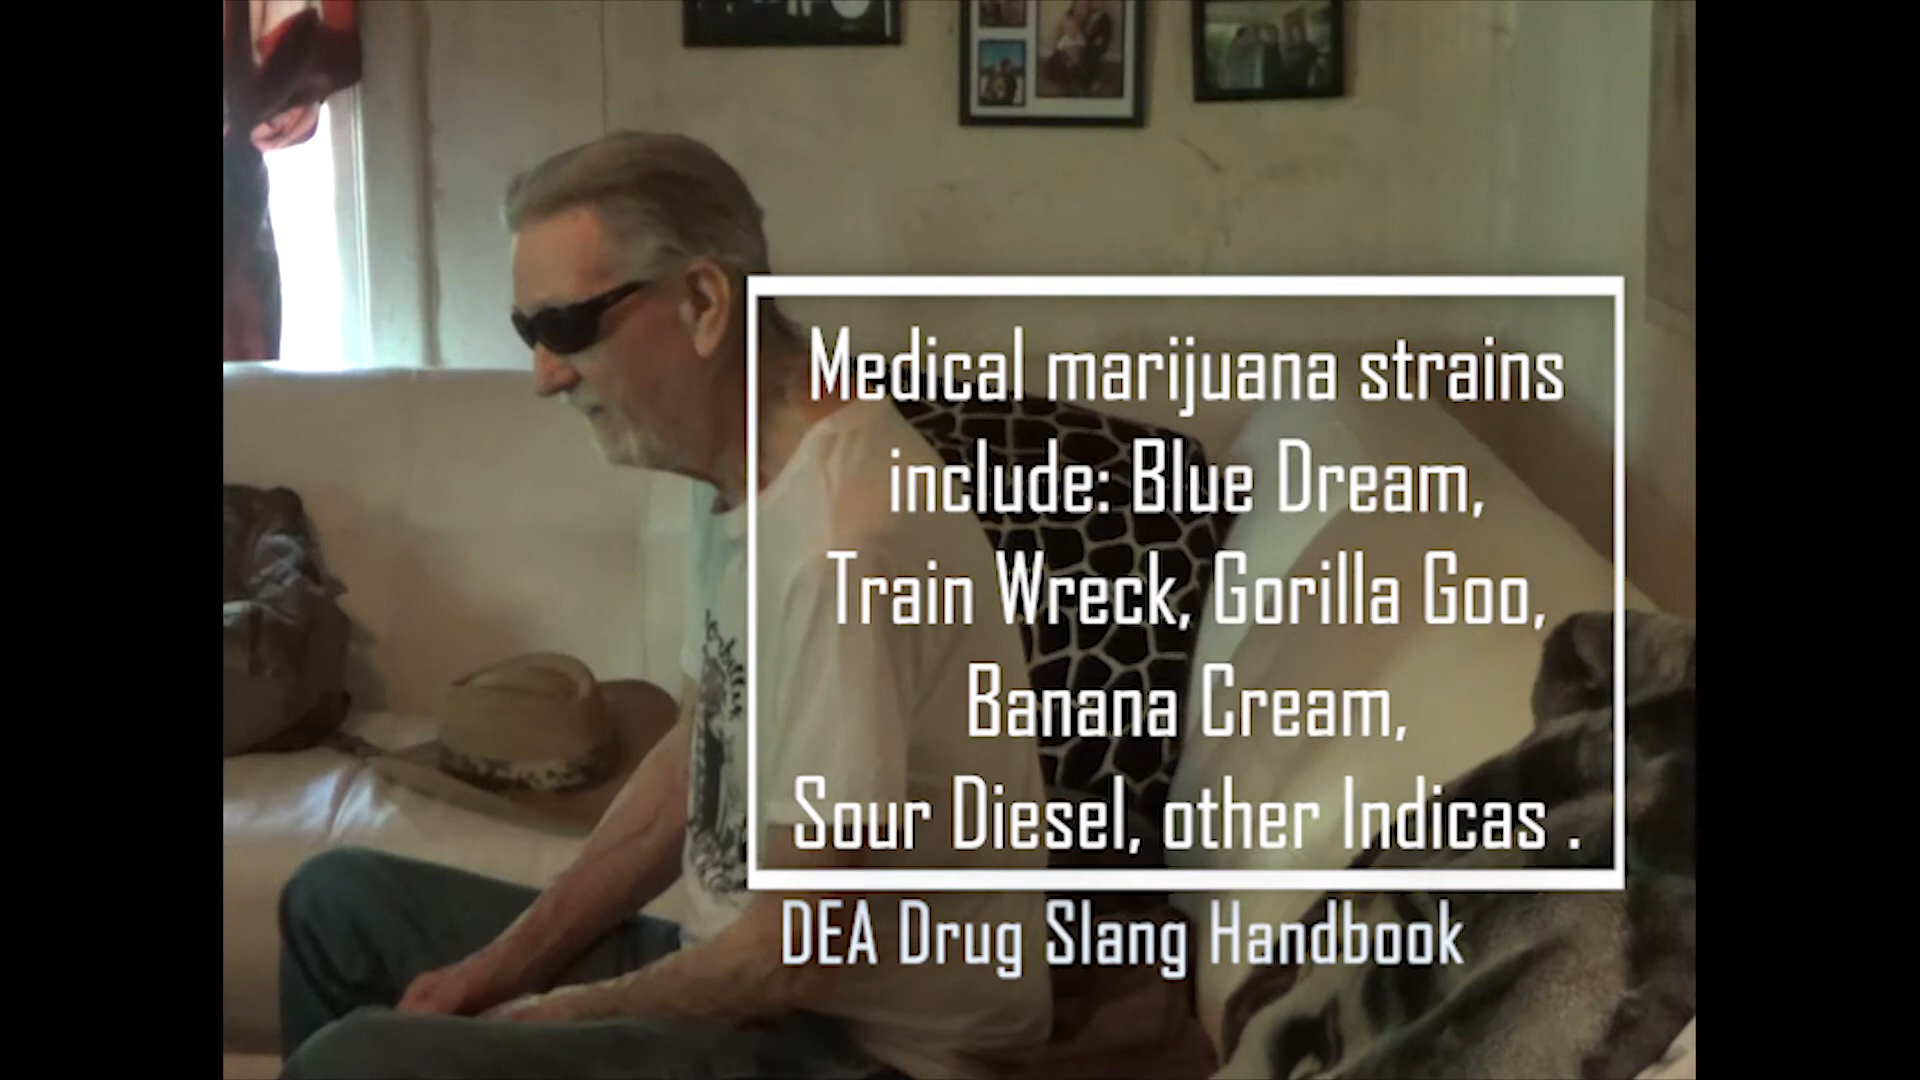 Medical marijuana strains
include: Blue Dream,
Train Wreck, Gorilla Goo,
Banana Cream,
Sour Diesel, other Indicas .
DEA Drug Slang Handbook